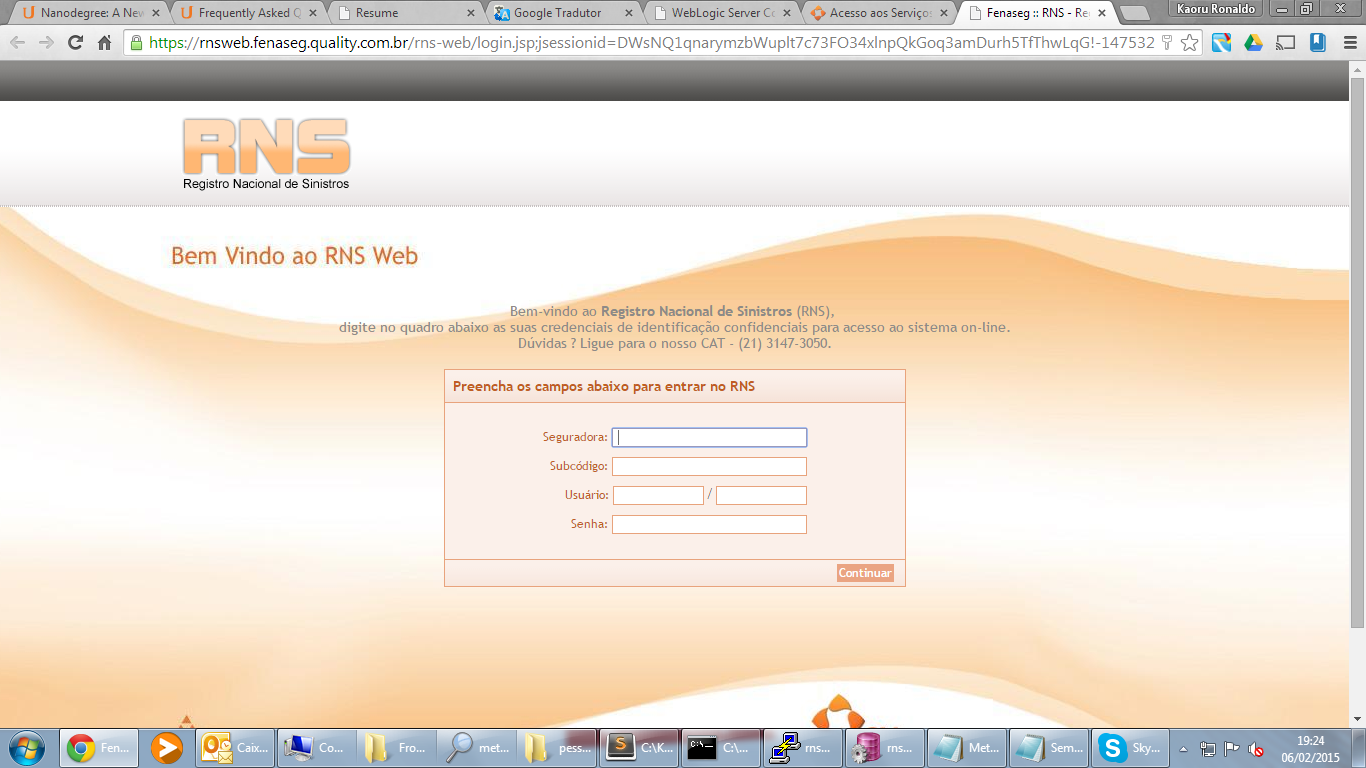 Nanodegree: A New
Frequently Asked Q
Resume
Google Tradutor
WebLogic Server Co
Acesso aos Serviços
Fenaseg :: RNS - Re
Kaoru Ronaldo
https://rnsweb.fenaseg.quality.com.br/rns-web/login.jsp;jsessionid=DWsNQ1qnarymzbWuplt7c73FO34xlnpQkGoq3amDurh5TfThwLqG!-147532
RNS
Registro Nacional de Sinistros
Bem Vindo ao RNS Web
Bem-vindo ao Registro Nacional de Sinistros (RNS),
digite no quadro abaixo as suas credenciais de identificação confidenciais para acesso ao sistema on-line.
Dúvidas ? Ligue para o nosso CAT - (21) 3147-3050.
Preencha os campos abaixo para entrar no RNS
Seguradora:
Subcódigo:
Usuário: /
Senha:
Continuar
Fen... Caix... Co... Fro... met... pess... C:\K... C:\... rns... rns... Met... Sem... Sky...
19:24
06/02/2015